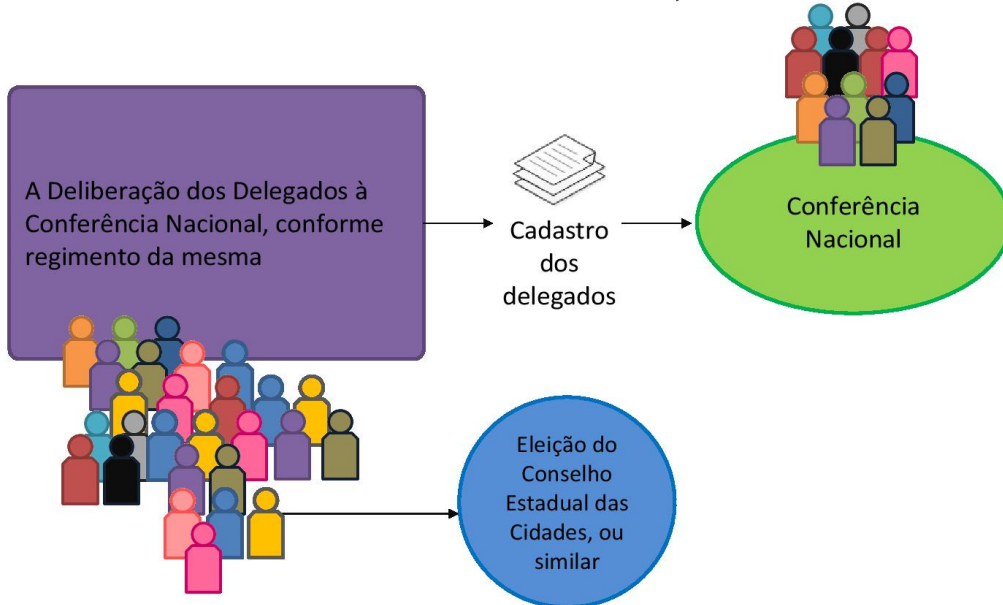 A Deliberação dos Delegados à
Conferência Nacional, conforme
regimento da mesma
Cadastro
dos
delegados
Conferência
Nacional
Eleição do
Conselho
Estadual das
Cidades, ou
similar